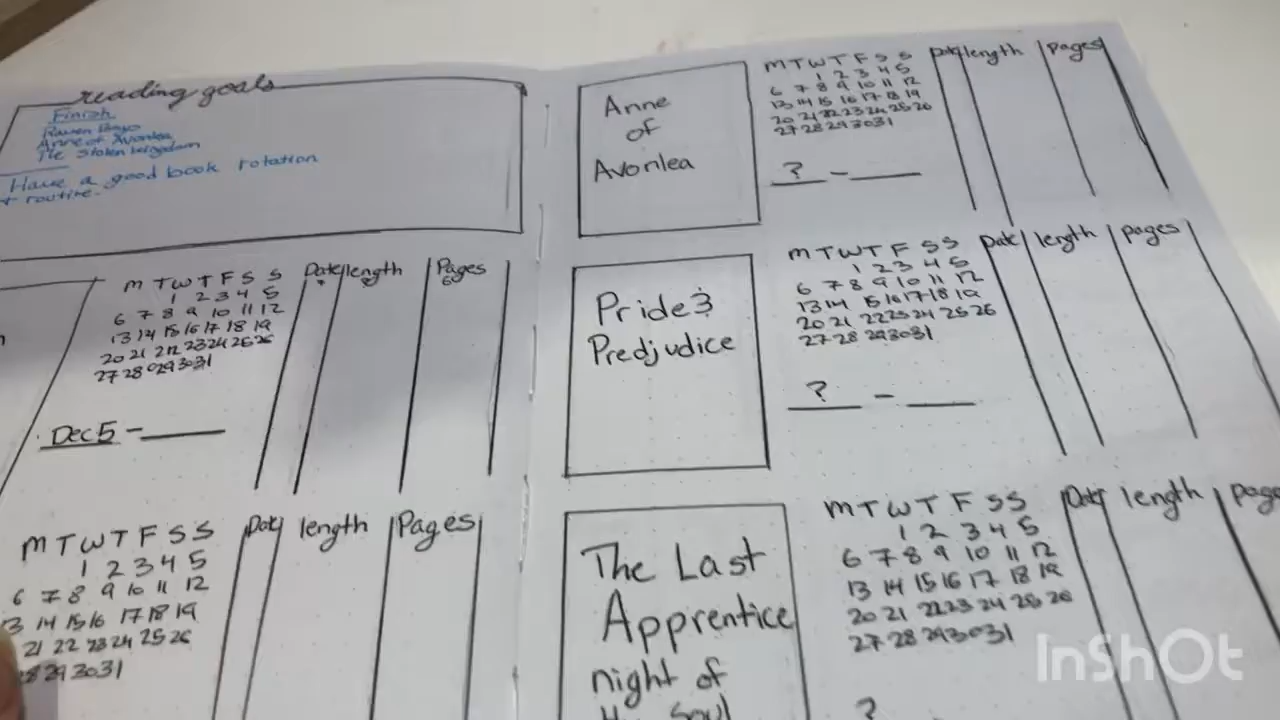 reading goals
Finish
Raven Boys
Anne of Avonlea
The Stolen Kingdom
Have a good book rotation
+ routine.
M T W T F S S
1 2 3 4 5
6 7 8 9 10 11 12
13 14 15 16 17 18 19
20 21 22 23 24 25 26
27 28 29 30 31
Date length Pages
Dec 5 -
M T W T F S S
1 2 3 4 5
6 7 8 9 10 11 12
13 14 15 16 17 18 19
21 22 23 24 25 26
28 29 30 31
Date length Pages
Anne
of
Avonlea
M T W T F S S
1 2 3 4 5
6 7 8 9 10 11 12
13 14 15 16 17 18 19
20 21 22 23 24 25 26
27 28 29 30 31
? -
Date length pages
Pride &
Predjudice
M T W T F S S
1 2 3 4 5
6 7 8 9 10 11 12
13 14 15 16 17 18 19
20 21 22 23 24 25 26
27 28 29 30 31
? -
Date length pages
The Last
Apprentice
night of
the Soul
M T W T F S S
1 2 3 4 5
6 7 8 9 10 11 12
13 14 15 16 17 18 19
20 21 22 23 24 25 26
27 28 29 30 31
?
Date length pages
InShOt